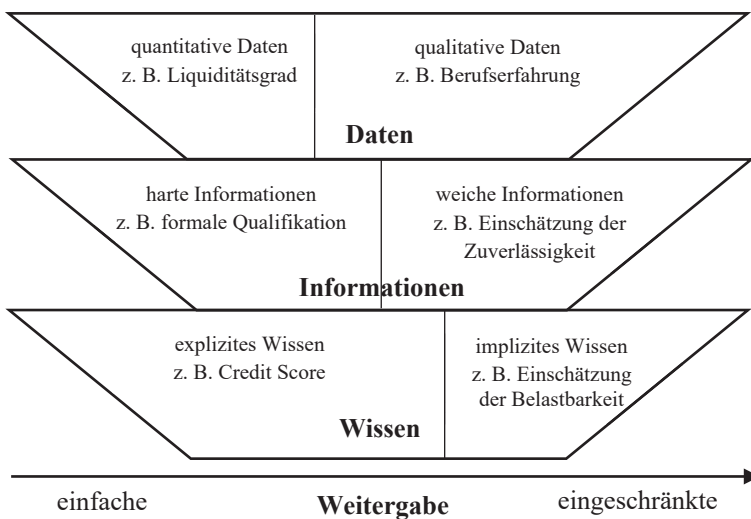 quantitative Daten
z. B. Liquiditätsgrad
qualitative Daten
z. B. Berufserfahrung
Daten
harte Informationen
z. B. formale Qualifikation
weiche Informationen
z. B. Einschätzung der
Zuverlässigkeit
Informationen
explizites Wissen
z. B. Credit Score
implizites Wissen
z. B. Einschätzung
der Belastbarkeit
Wissen
einfache
Weitergabe
eingeschränkte